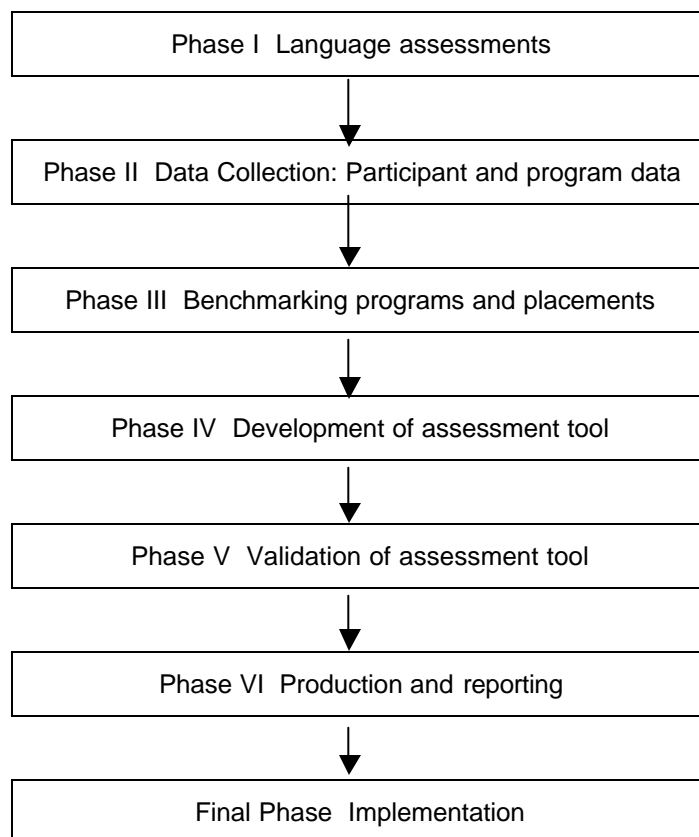 Phase I Language assessments
Phase II Data Collection: Participant and program data
Phase III Benchmarking programs and placements
Phase IV Development of assessment tool
Phase V Validation of assessment tool
Phase VI Production and reporting
Final Phase Implementation